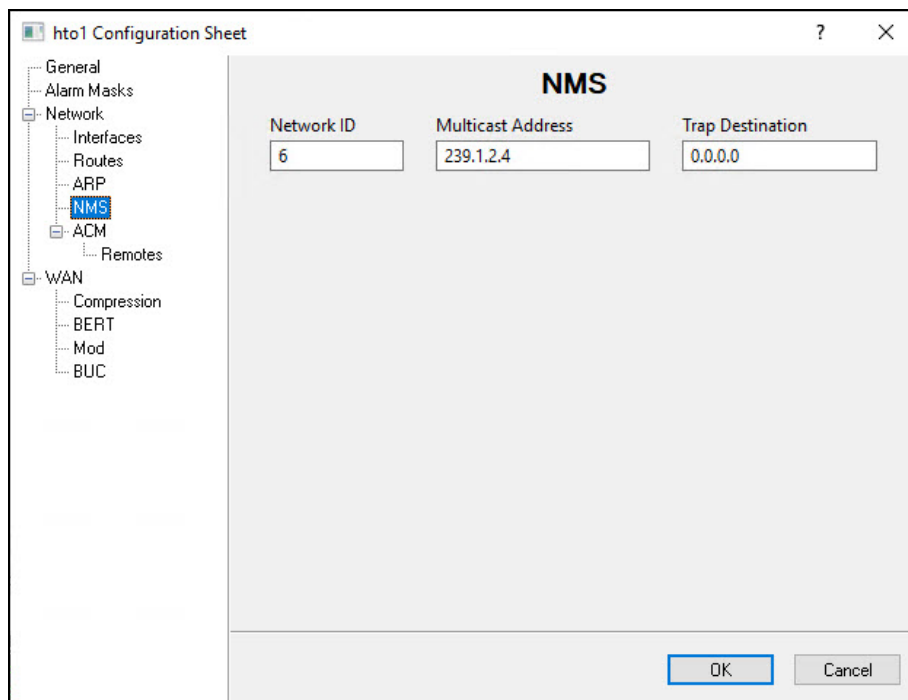 hto1 Configuration Sheet
?
General
Alarm Masks
Network
Interfaces
Routes
ARP
NMS
ACM
Remotes
WAN
Compression
BERT
Mod
BUC
NMS
Network ID
Multicast Address
Trap Destination
6
239.1.2.4
0.0.0.0
OK
Cancel